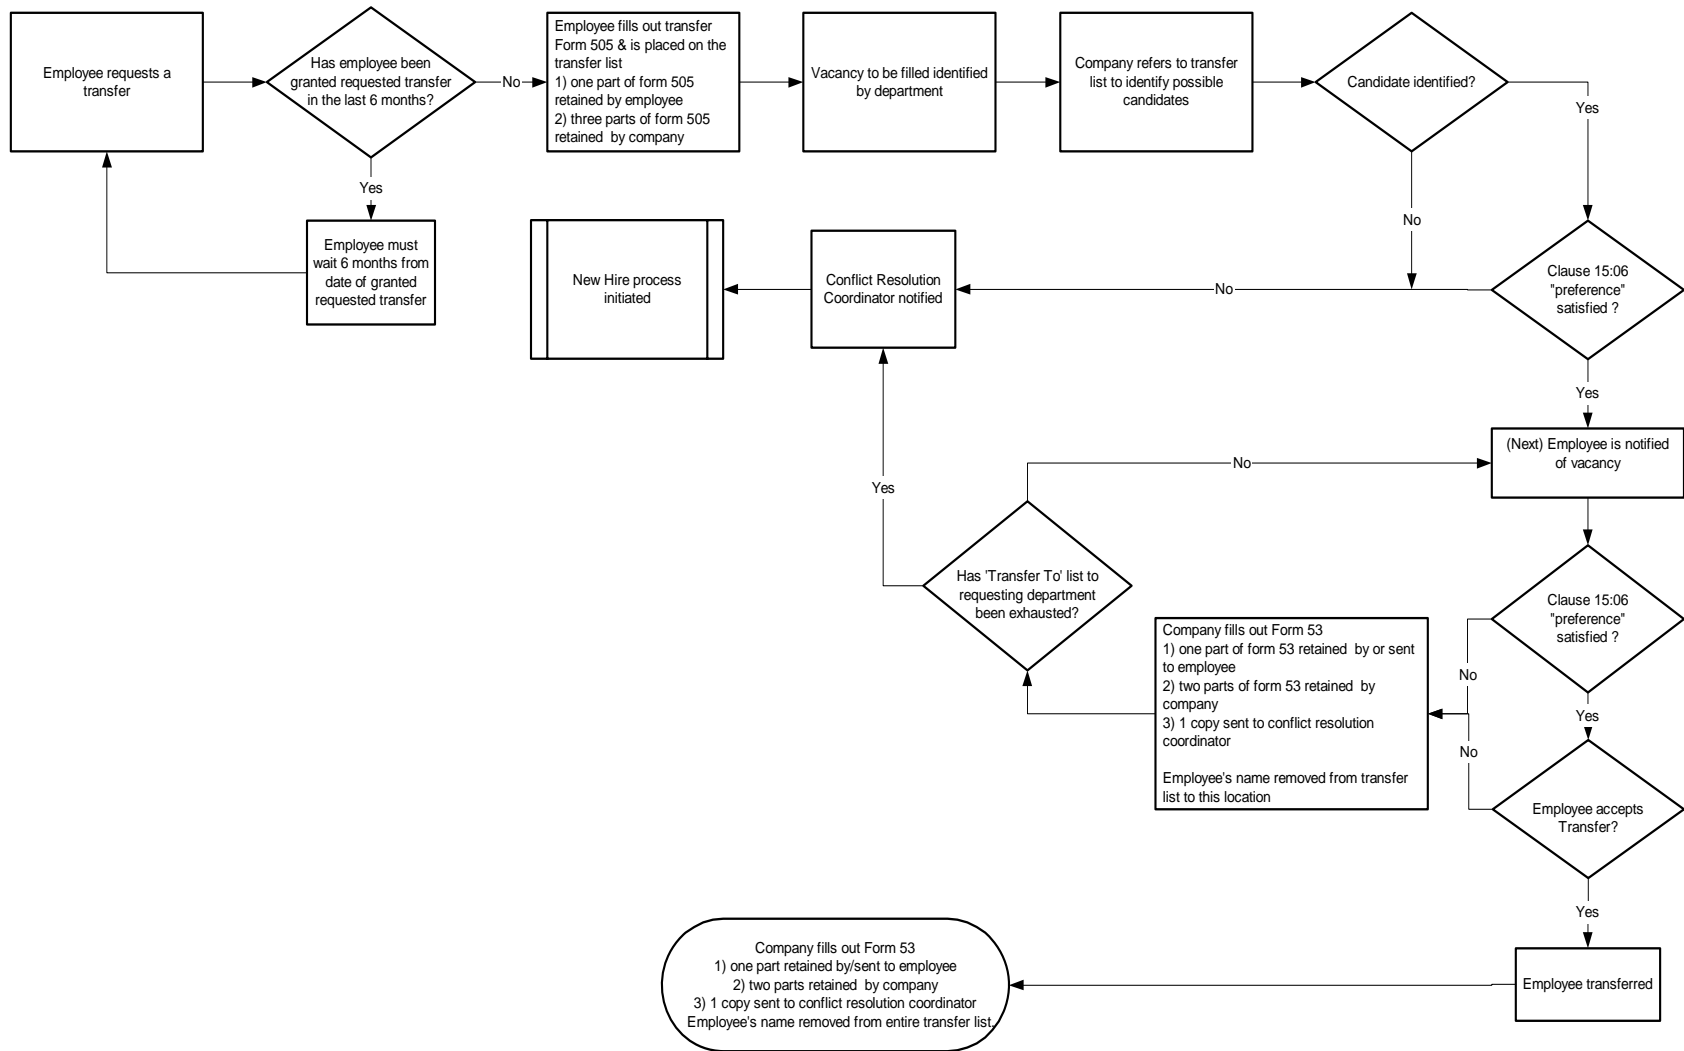 Employee requests a
transfer
Has employee been
granted requested transfer
in the last 6 months?
No
Employee fills out transfer
Form 505 & is placed on the
transfer list
1) one part of form 505
retained by employee
2) three parts of form 505
retained by company
Vacancy to be filled identified
by department
Company refers to transfer
list to identify possible
candidates
Candidate identified?
Yes
Yes
No
Employee must
wait 6 months from
date of granted
requested transfer
New Hire process
initiated
Conflict Resolution
Coordinator notified
No
Clause 15:06
"preference"
satisfied ?
Yes
(Next) Employee is notified
of vacancy
No
Yes
Has 'Transfer To' list to
requesting department
been exhausted?
Clause 15:06
"preference"
satisfied ?
Company fills out Form 53
1) one part of form 53 retained by or sent
to employee
2) two parts of form 53 retained by
company
3) 1 copy sent to conflict resolution
coordinator
Employee's name removed from transfer
list to this location
No
Yes
No
Employee accepts
Transfer?
Yes
Employee transferred
Company fills out Form 53
1) one part retained by/sent to employee
2) two parts retained by company
3) 1 copy sent to conflict resolution coordinator
Employee's name removed from entire transfer list.